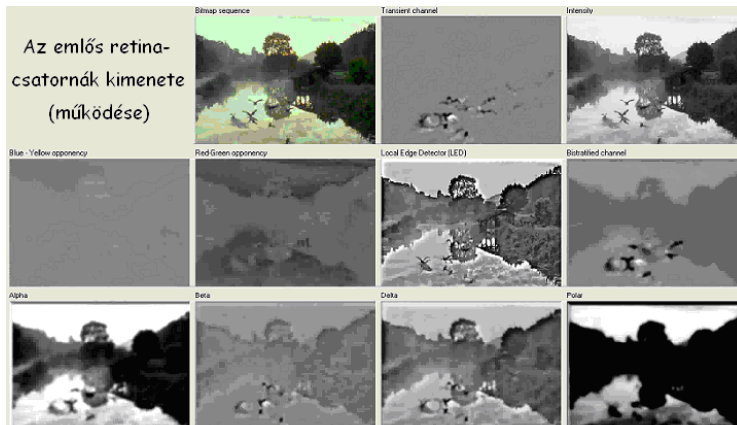 Az emlős retina-
csatornák kimenete
(működése)
Bitmap sequence
Transient channel
Intensity
Blue - Yellow opponency
Red-Green opponency
Local Edge Detector (LED)
Bistratified channel
Alpha
Beta
Delta
Polar